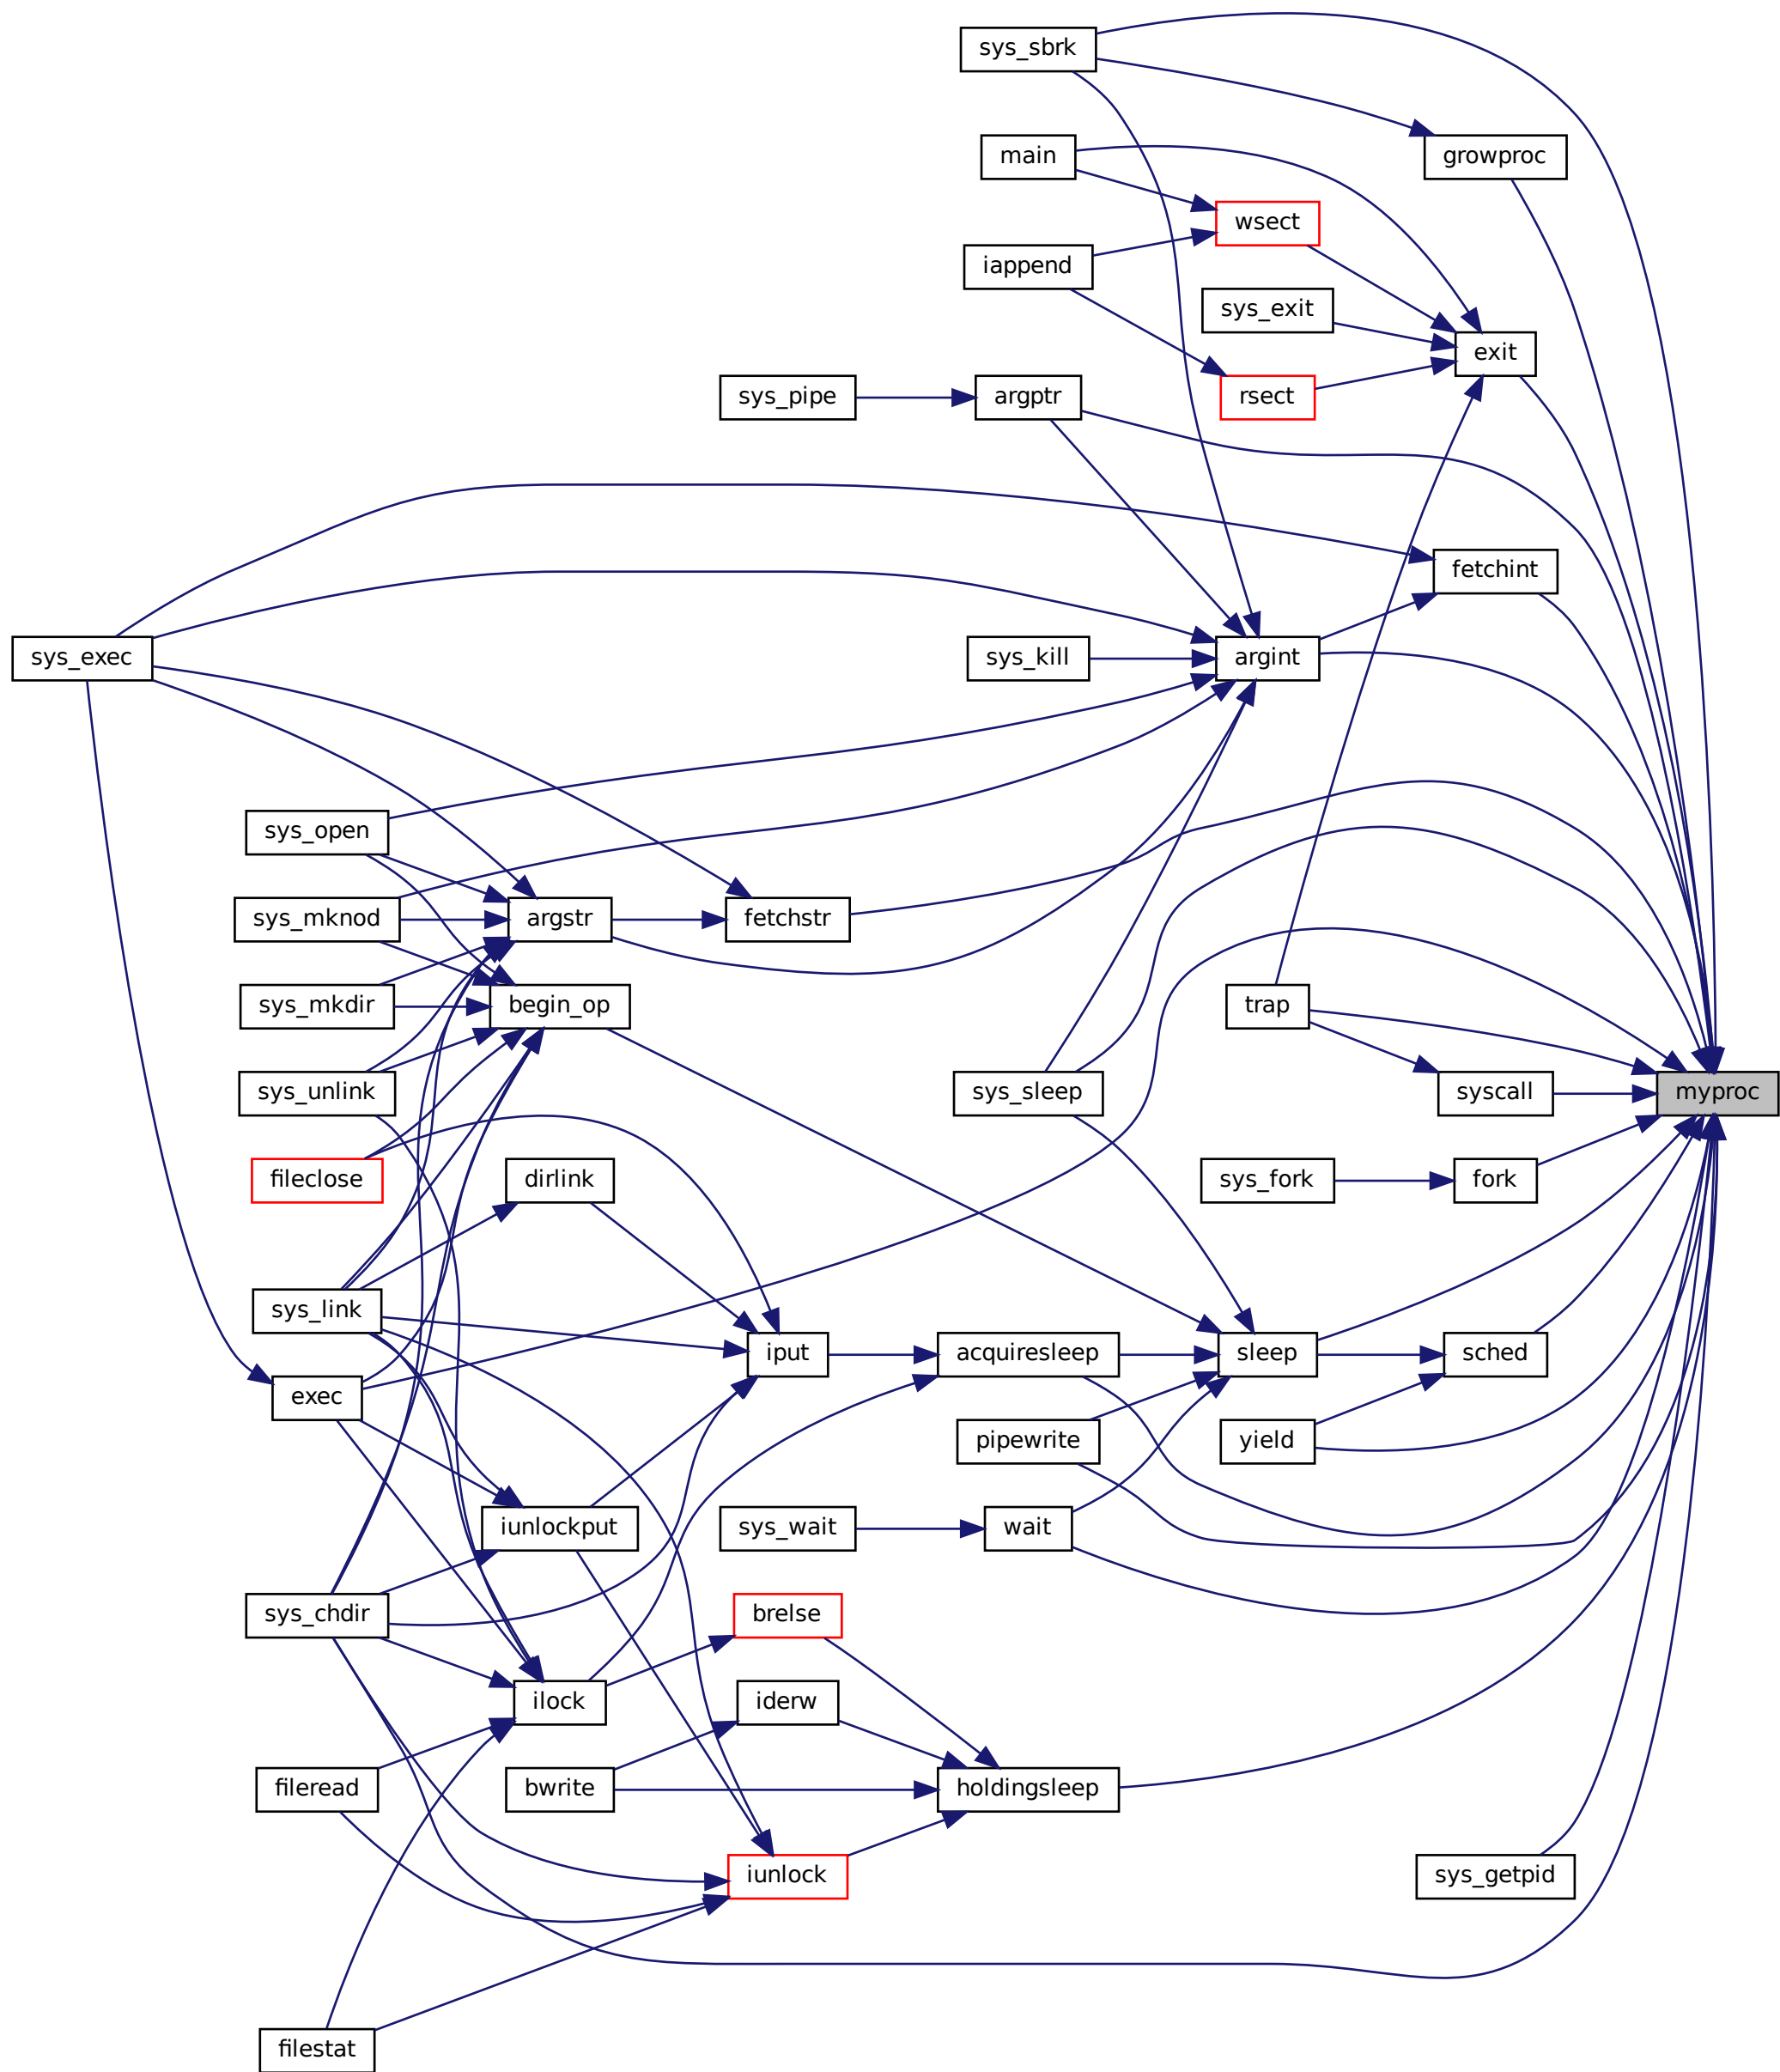 sys_sbrk
main
growproc
wsect
iappend
sys_exit
exit
sys_pipe
argptr
rsect
fetchint
sys_exec
sys_kill
argint
sys_open
sys_mknod
argstr
fetchstr
sys_mkdir
begin_op
trap
sys_unlink
sys_sleep
syscall
myproc
fileclose
dirlink
sys_fork
fork
sys_link
iput
acquiresleep
sleep
sched
exec
pipewrite
yield
iunlockput
sys_wait
wait
sys_chdir
brelse
ilock
iderw
fileread
bwrite
holdingsleep
iunlock
sys_getpid
filestat